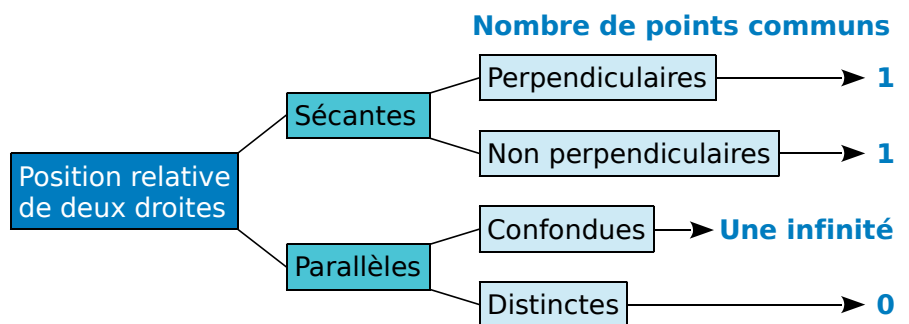 Nombre de points communs
Position relative
de deux droites
Sécantes
Perpendiculaires
1
Non perpendiculaires
1
Parallèles
Confondues
Une infinité
Distinctes
0